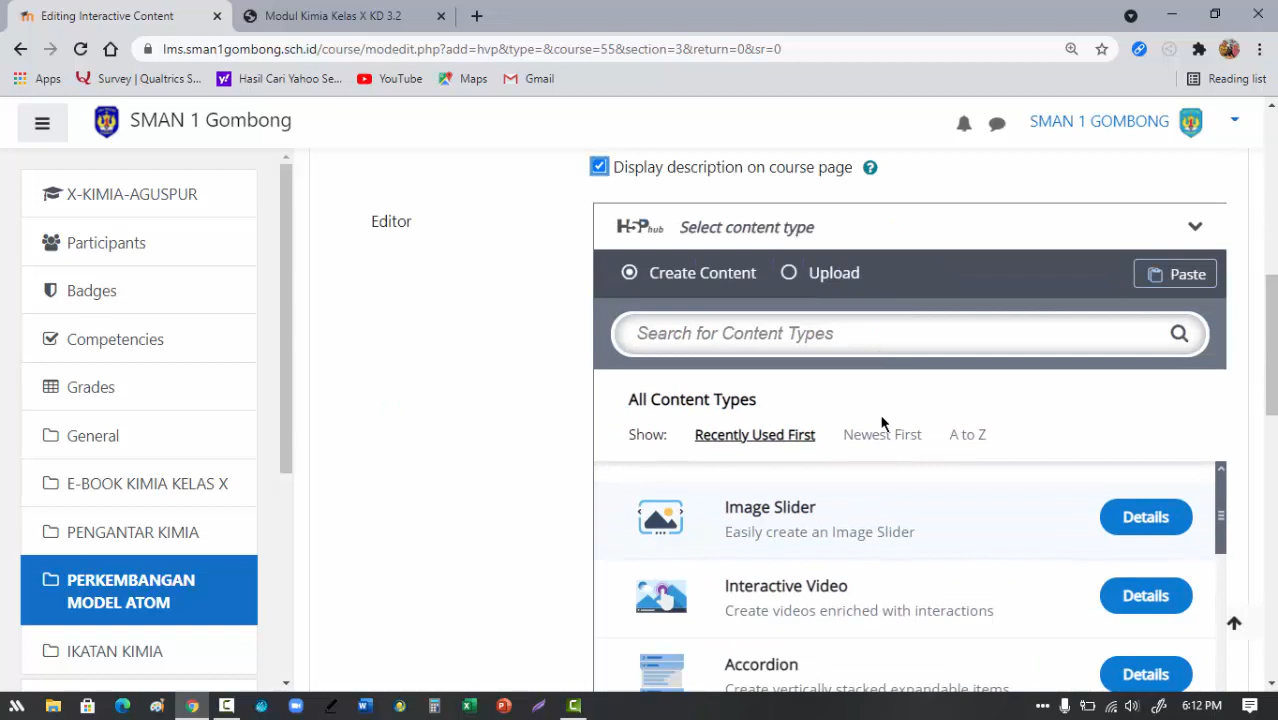 Editing Interactive Content
Modul Kimia Kelas X KD 3.2
lms.sman1gombong.sch.id/course/modedit.php?add=hvp&type=&course=55&section=3&return=0&sr=0
Apps
Survey | Qualtrics S...
Hasil Cari Yahoo Se...
YouTube
Maps
Gmail
Reading list
SMAN 1 Gombong
SMAN 1 GOMBONG
X-KIMIA-AGUSPUR
Participants
Badges
Competencies
Grades
General
E-BOOK KIMIA KELAS X
PENGANTAR KIMIA
PERKEMBANGAN
MODEL ATOM
IKATAN KIMIA
Display description on course page
Editor
H5P hub Select content type
Create Content Upload Paste
Search for Content Types
All Content Types
Show: Recently Used First Newest First A to Z
Image Slider
Easily create an Image Slider
Details
Interactive Video
Create videos enriched with interactions
Details
Accordion
Create vertically stacked expandable items
Details
6:12 PM